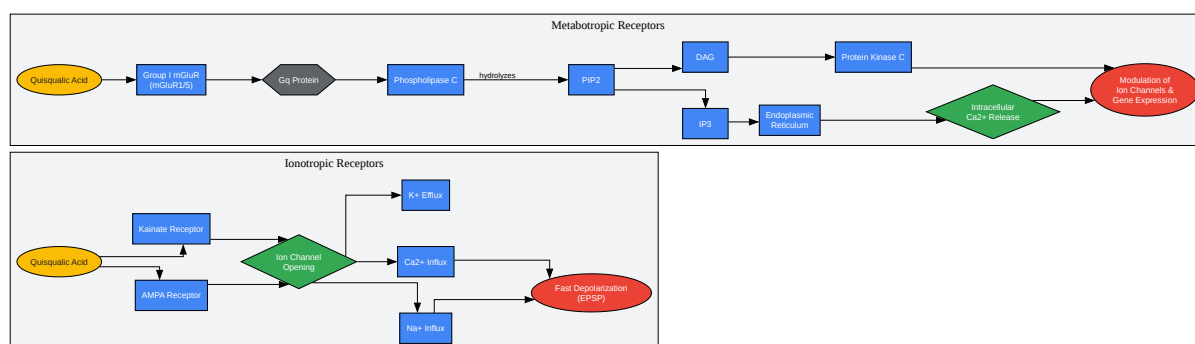 Metabotropic Receptors
Quisqualic Acid
Group I mGluR
(mGluR1/5)
Gq Protein
Phospholipase C
hydrolyzes
PIP2
DAG
Protein Kinase C
IP3
Endoplasmic
Reticulum
Intracellular
Ca2+ Release
Modulation of
Ion Channels &
Gene Expression
Ionotropic Receptors
Quisqualic Acid
Kainate Receptor
AMPA Receptor
Ion Channel
Opening
K+ Efflux
Ca2+ Influx
Na+ Influx
Fast Depolarization
(EPSP)